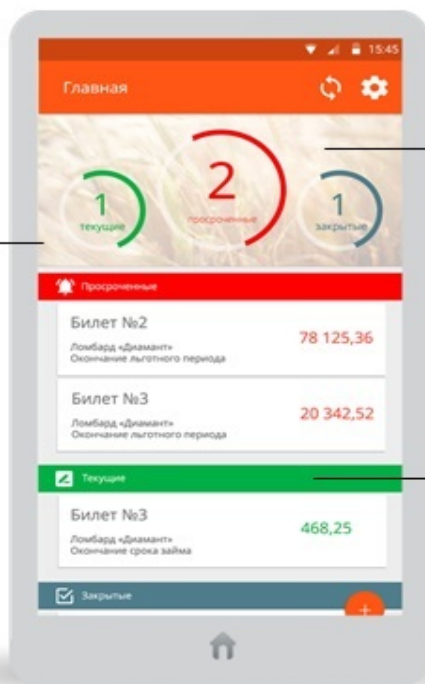 15:45
Главная
1
текущие
2
просроченные
1
закрытые
Просроченные
Билет №2
78 125,36
Ломбард «Диамант»
Окончание льготного периода
Билет №3
20 342,52
Ломбард «Диамант»
Окончание льготного периода
Текущие
Билет №3
468,25
Ломбард «Диамант»
Окончание срока займа
Закрытые
+